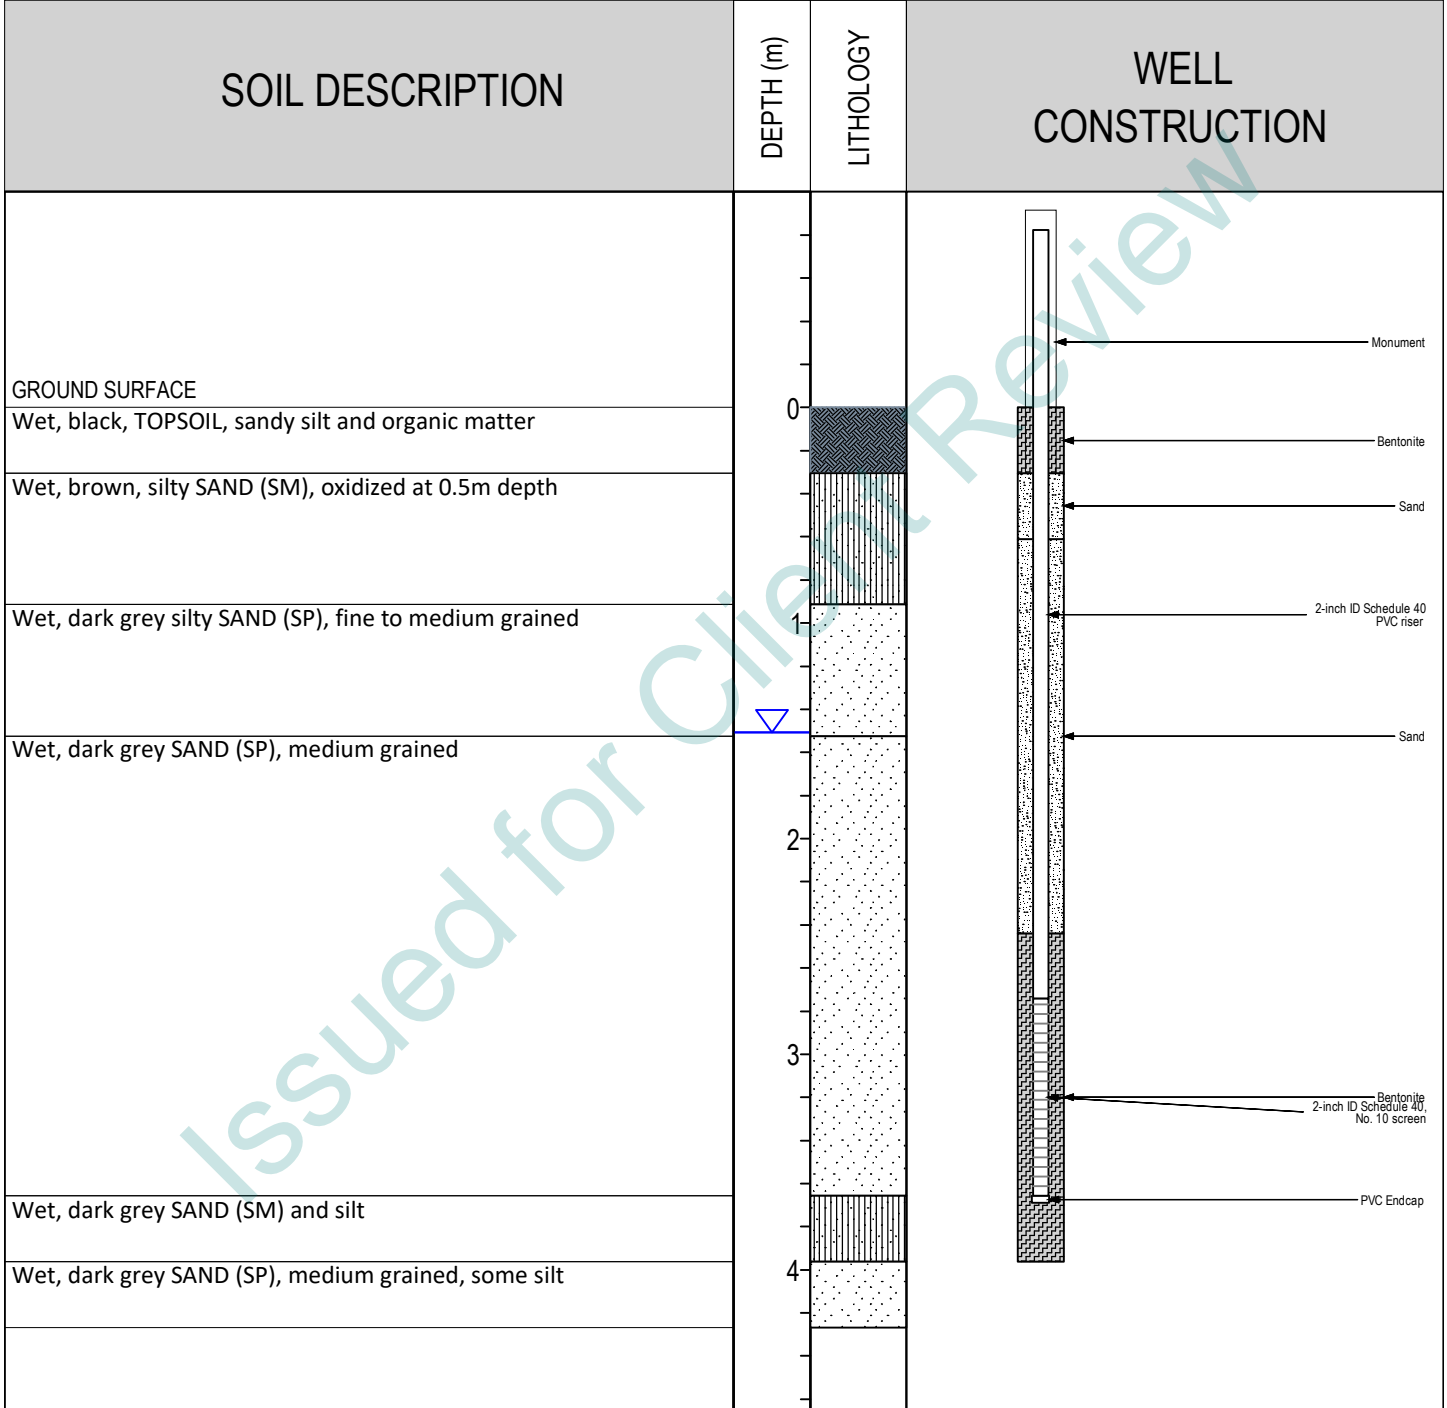 SOIL DESCRIPTION
DEPTH (m)
LITHOLOGY
WELL
CONSTRUCTION
Monument
GROUND SURFACE
0
Wet, black, TOPSOIL, sandy silt and organic matter
Bentonite
Wet, brown, silty SAND (SM), oxidized at 0.5m depth
Sand
Wet, dark grey silty SAND (SP), fine to medium grained
1
2-inch ID Schedule 40
PVC riser
Sand
Wet, dark grey SAND (SP), medium grained
2
3
Bentonite
2-inch ID Schedule 40,
No. 10 screen
PVC Endcap
Wet, dark grey SAND (SM) and silt
4
Wet, dark grey SAND (SP), medium grained, some silt
Issued for Client Review